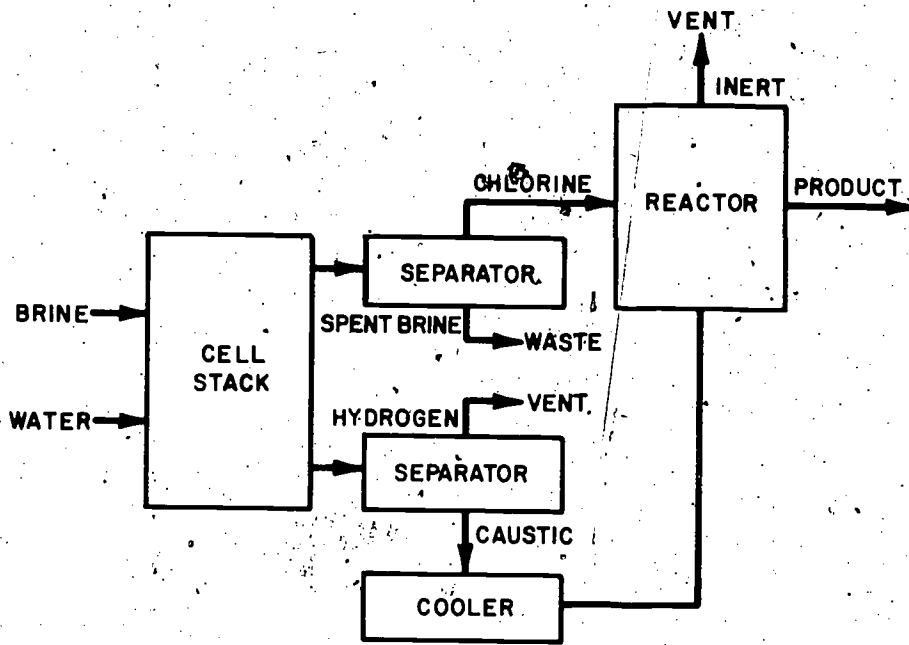 VENT
INERT
CHLORINE
REACTOR
PRODUCT
SEPARATOR
BRINE
SPENT BRINE
WASTE
CELL
STACK
WATER
HYDROGEN
VENT
SEPARATOR
CAUSTIC
COOLER